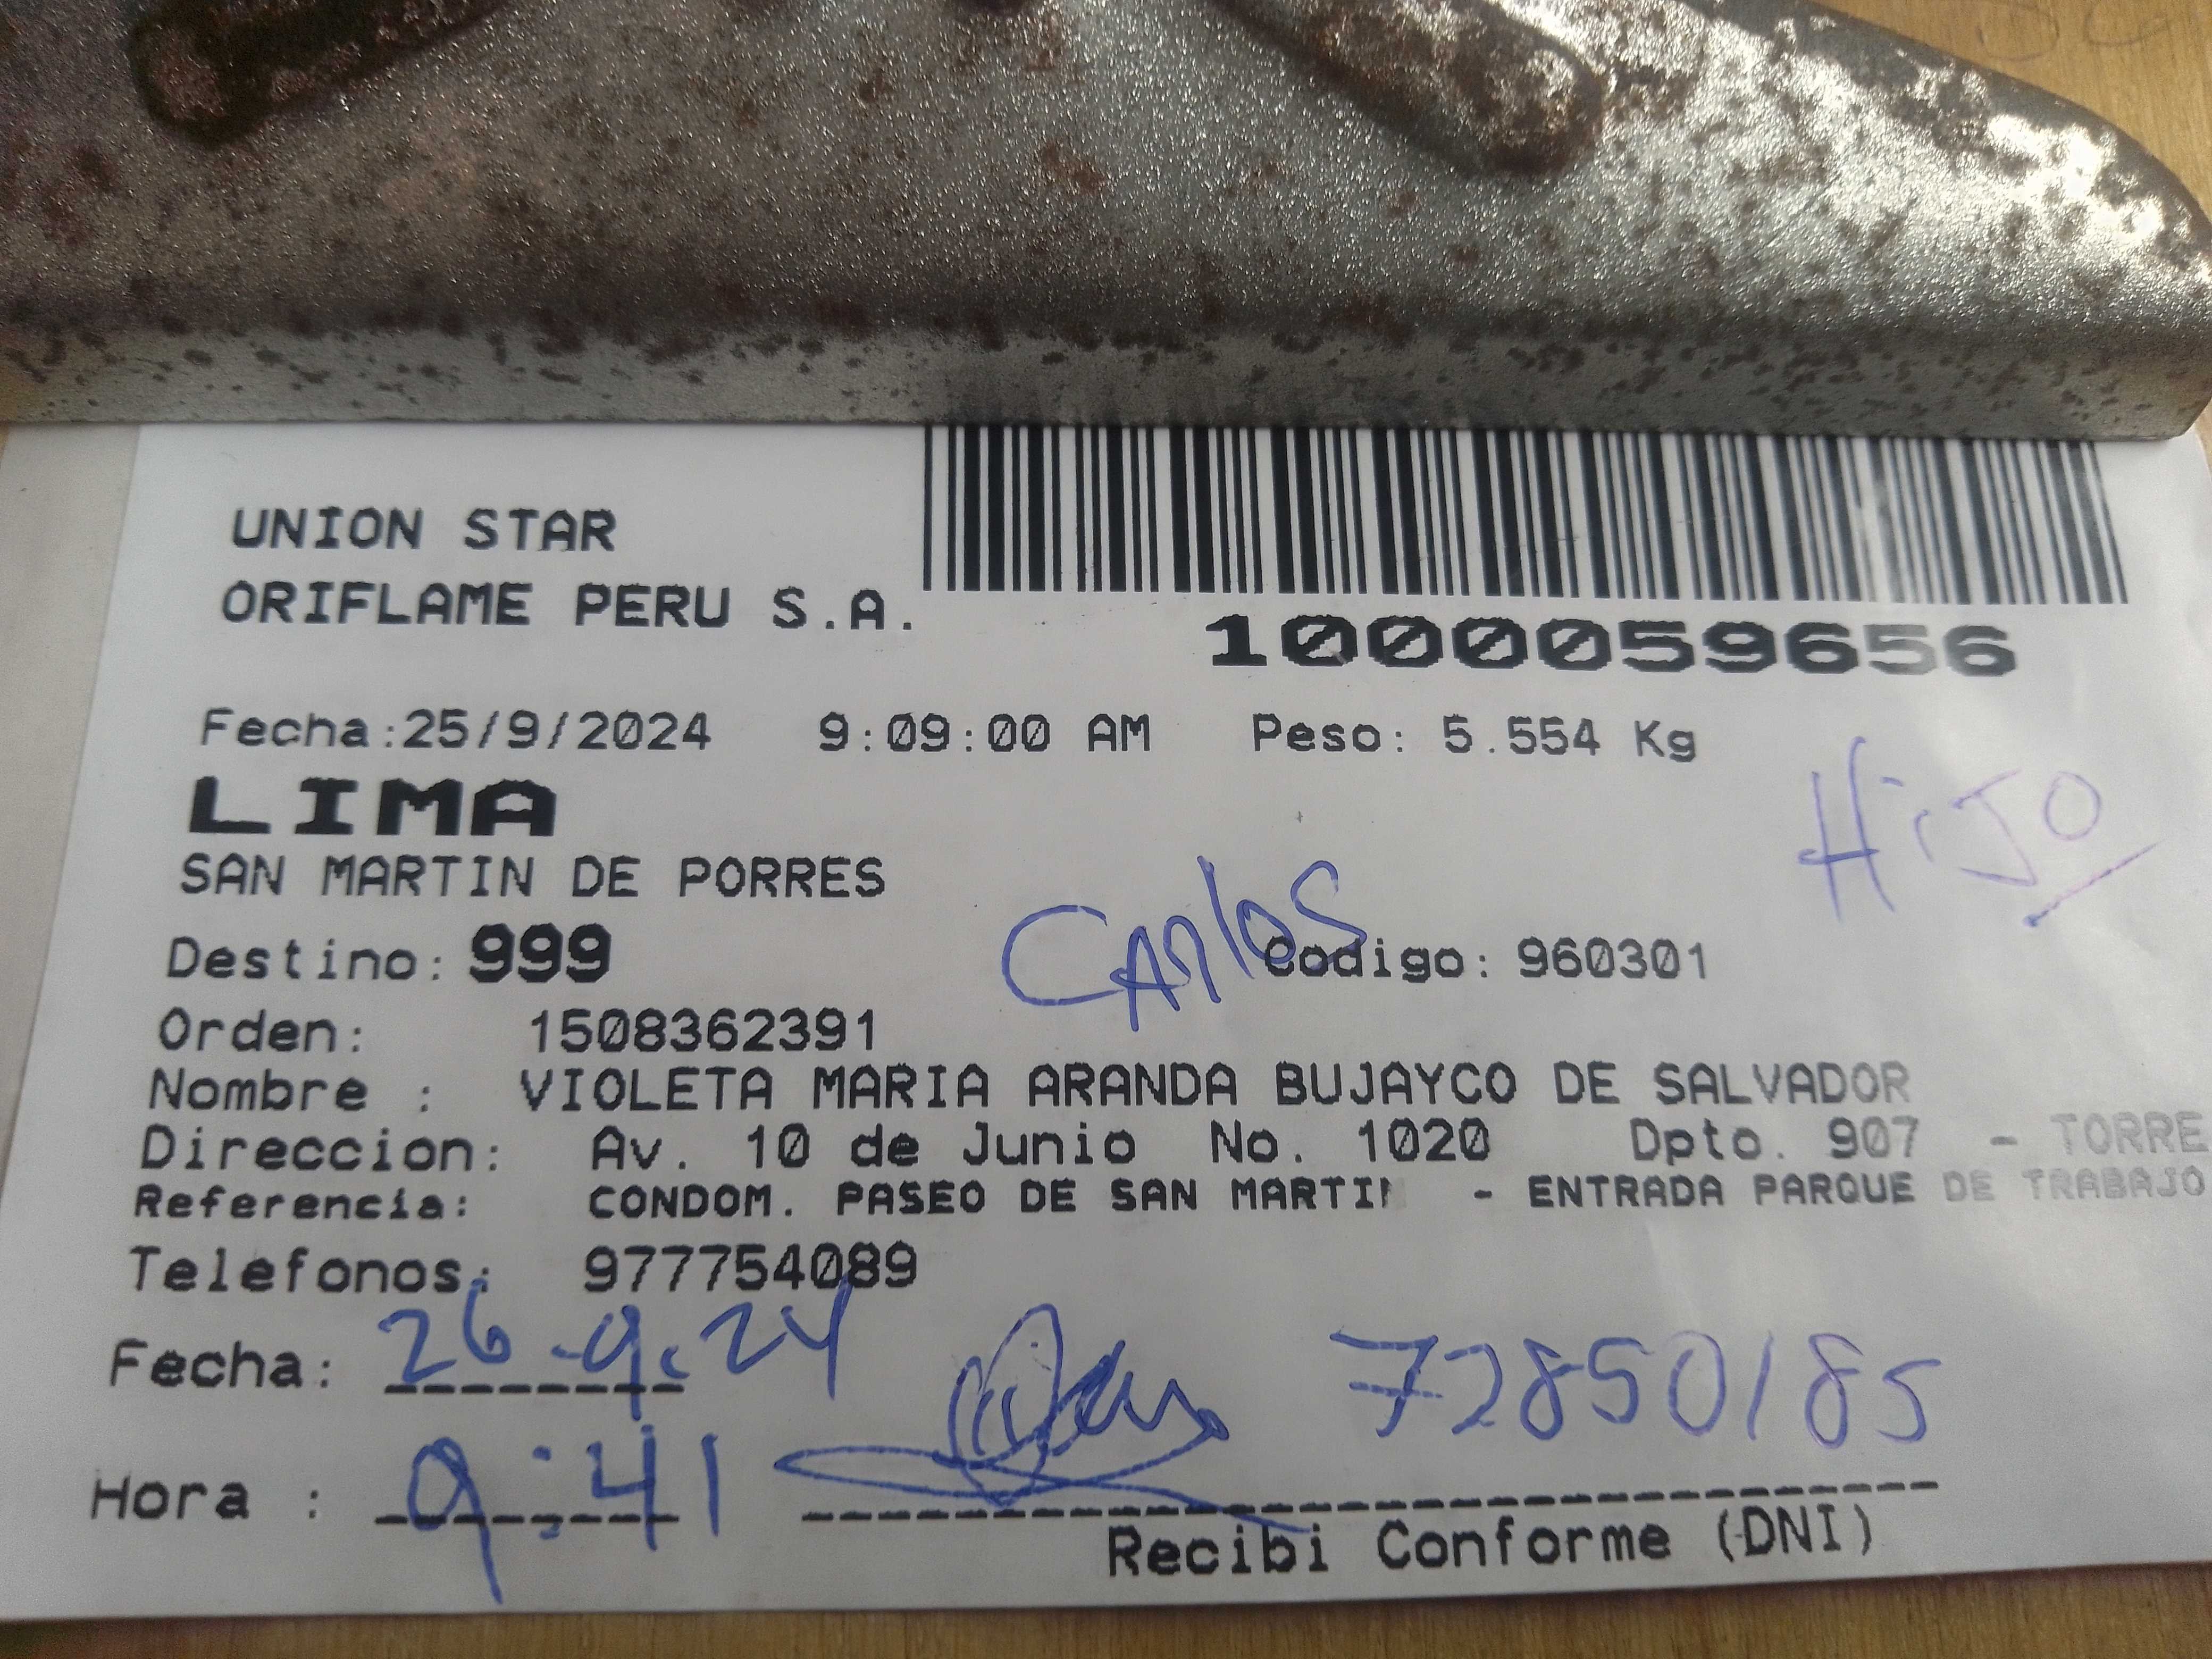 UNION STAR
ORIFLAME PERU S.A.
1000059656
Fecha:25/9/2024 9:09:00 AM Peso: 5.554 Kg
Hijo
LIMA
SAN MARTIN DE PORRES
CARlos
Destino: 999 Codigo: 960301
Orden: 1508362391
Nombre : VIOLETA MARIA ARANDA BUJAYCO DE SALVADOR
Direccion: Av. 10 de Junio No. 1020 Dpto. 907 - TORRE
Referencia: CONDOM. PASEO DE SAN MARTIN - ENTRADA PARQUE DE TRABAJO
Telefonos: 977754089
Fecha: 26.9.24
72850185
Hora : 9:41
Recibi Conforme (DNI)